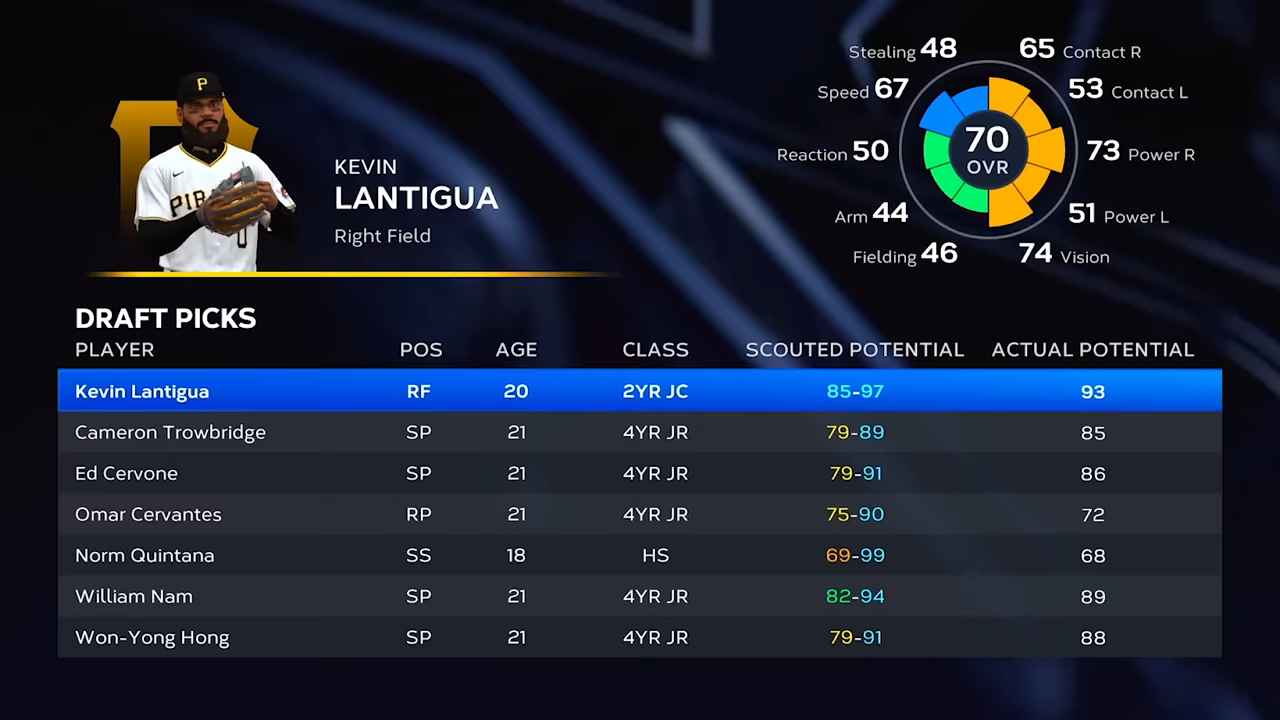 Stealing 48
65 Contact R
Speed 67
53 Contact L
Reaction 50
70
OVR
73 Power R
Arm 44
51 Power L
Fielding 46
74 Vision
P
PIRA
KEVIN
LANTIGUA
Right Field
DRAFT PICKS
PLAYER POS AGE CLASS SCOUTED POTENTIAL ACTUAL POTENTIAL
Kevin Lantigua RF 20 2YR JC 85-97 93
Cameron Trowbridge SP 21 4YR JR 79-89 85
Ed Cervone SP 21 4YR JR 79-91 86
Omar Cervantes RP 21 4YR JR 75-90 72
Norm Quintana SS 18 HS 69-99 68
William Nam SP 21 4YR JR 82-94 89
Won-Yong Hong SP 21 4YR JR 79-91 88